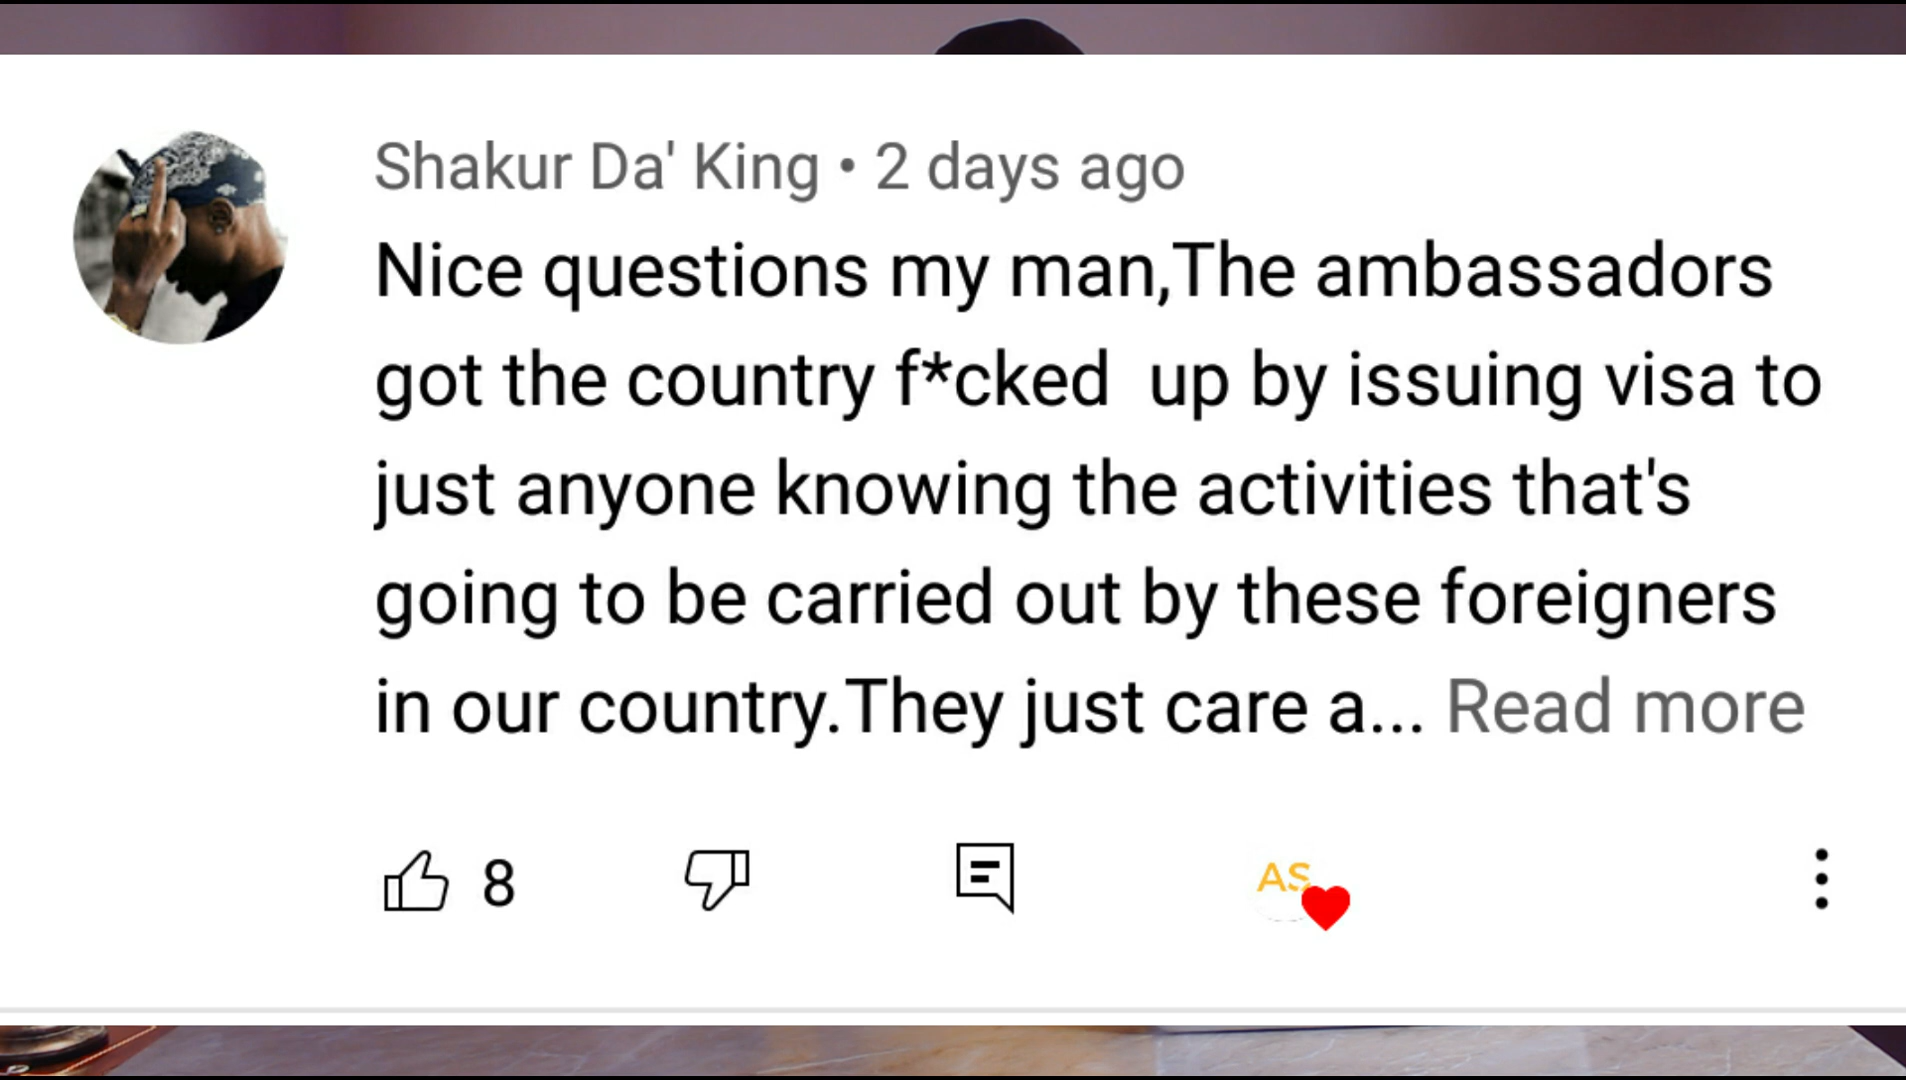 Shakur Da' King • 2 days ago
Nice questions my man,The ambassadors
got the country f*cked  up by issuing visa to
just anyone knowing the activities that's
going to be carried out by these foreigners
in our country.They just care a... Read more
8
AS